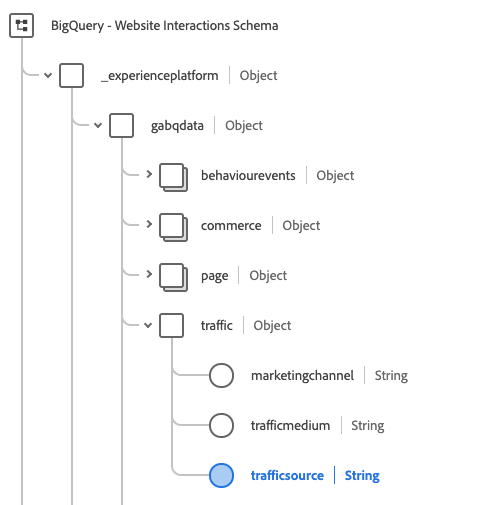 BigQuery - Website Interactions Schema
_experienceplatform Object
gabqdata Object
behaviourevents Object
commerce Object
page Object
traffic Object
marketingchannel String
trafficmedium String
trafficsource String